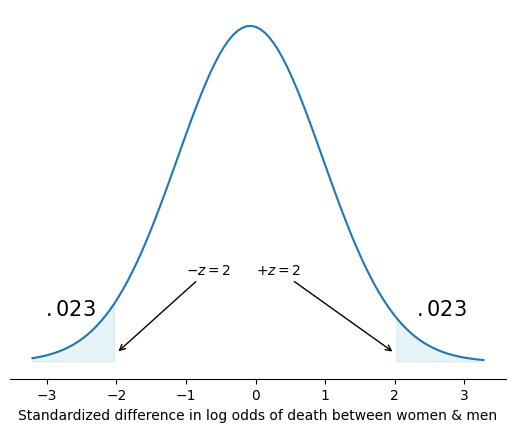 −z = 2 +z = 2
.023 .023
−3 −2 −1 0 1 2 3
Standardized difference in log odds of death between women & men